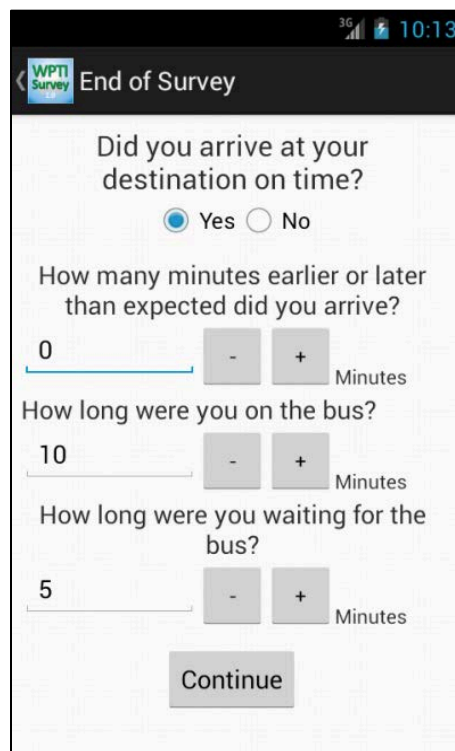 3G 10:13
WPTI
Survey
End of Survey
Did you arrive at your
destination on time?
Yes No
How many minutes earlier or later
than expected did you arrive?
0 - + Minutes
How long were you on the bus?
10 - + Minutes
How long were you waiting for the
bus?
5 - + Minutes
Continue